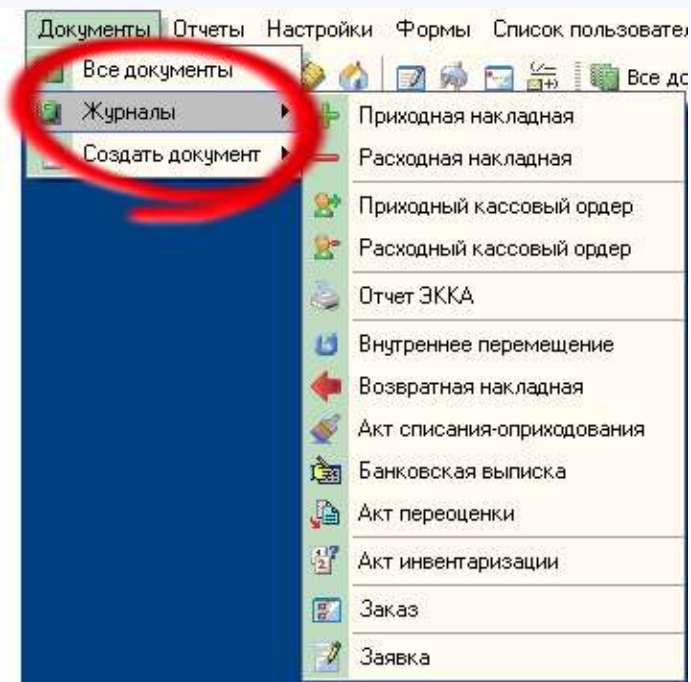 Документы Отчеты Настройки Формы Список
Все документы
Все
Журналы
Создать документ
Приходная накладная
Расходная накладная
Приходный кассовый ордер
Расходный кассовый ордер
Отчет ЭККА
Внутреннее перемещение
Возвратная накладная
Акт списания-оприходования
Банковская выписка
Акт переоценки
Акт инвентаризации
Заказ
Заявка